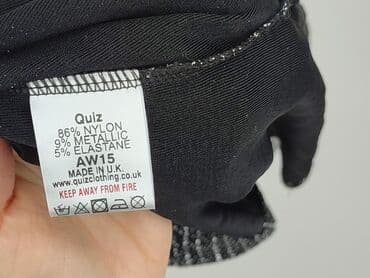 Quiz
86% NYLON
9% METALLIC
5% ELASTANE
AW15
MADE IN U.K.
www.quizclothing.co.uk
KEEP AWAY FROM FIRE